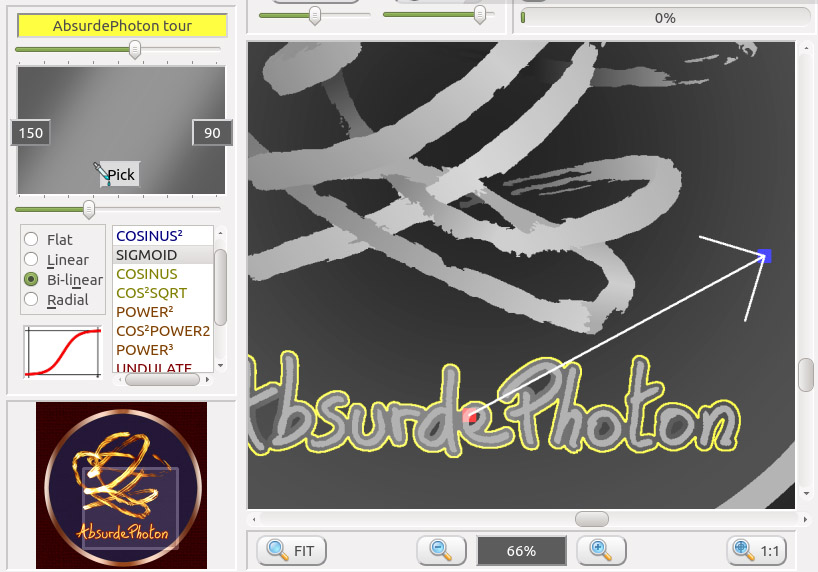 AbsurdePhoton tour
0%
150
90
Pick
Flat
Linear
Bi-linear
Radial
COSINUS²
SIGMOID
COSINUS
COS²SQRT
POWER²
COS²POWER2
POWER³
UNDULATE
AbsurdePhoton
AbsurdePhoton
FIT
66%
1:1